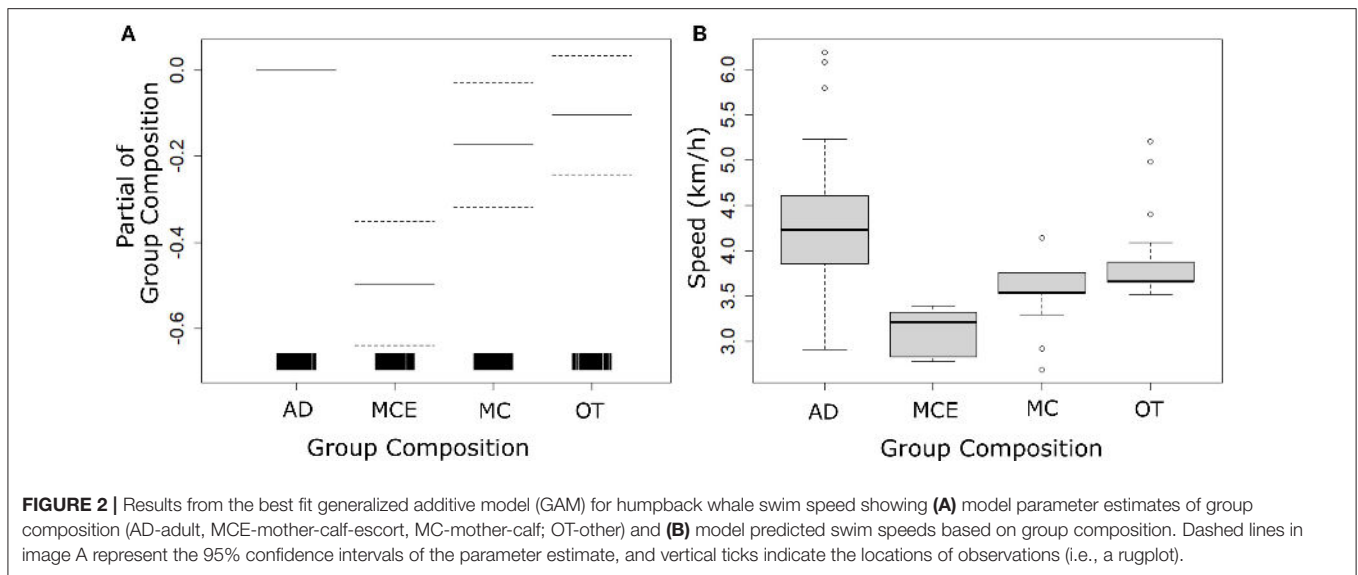 A
Partial of
Group Composition
0.0
-0.2
-0.4
-0.6
AD MCE MC OT
Group Composition
B
Speed (km/h)
6.0
5.5
5.0
4.5
4.0
3.5
3.0
AD MCE MC OT
Group Composition
FIGURE 2 | Results from the best fit generalized additive model (GAM) for humpback whale swim speed showing (A) model parameter estimates of group
composition (AD-adult, MCE-mother-calf-escort, MC-mother-calf; OT-other) and (B) model predicted swim speeds based on group composition. Dashed lines in
image A represent the 95% confidence intervals of the parameter estimate, and vertical ticks indicate the locations of observations (i.e., a rugplot).